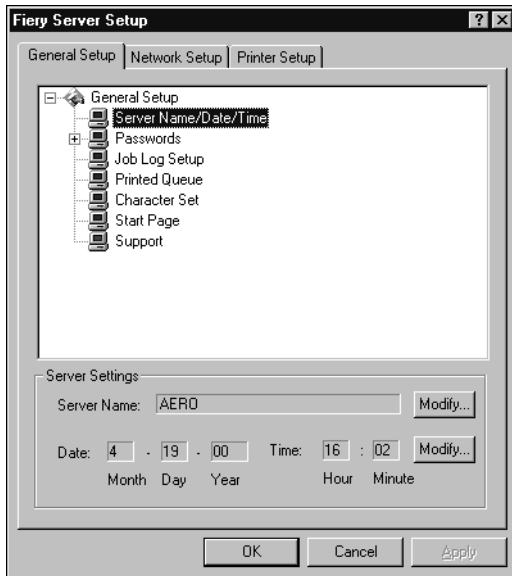 Fiery Server Setup
General Setup Network Setup Printer Setup
General Setup
Server Name/Date/Time
Passwords
Job Log Setup
Printed Queue
Character Set
Start Page
Support
Server Settings
Server Name: AERO Modify...
Date: 4 - 19 - 00 Time: 16 : 02 Modify...
Month Day Year Hour Minute
OK Cancel Apply